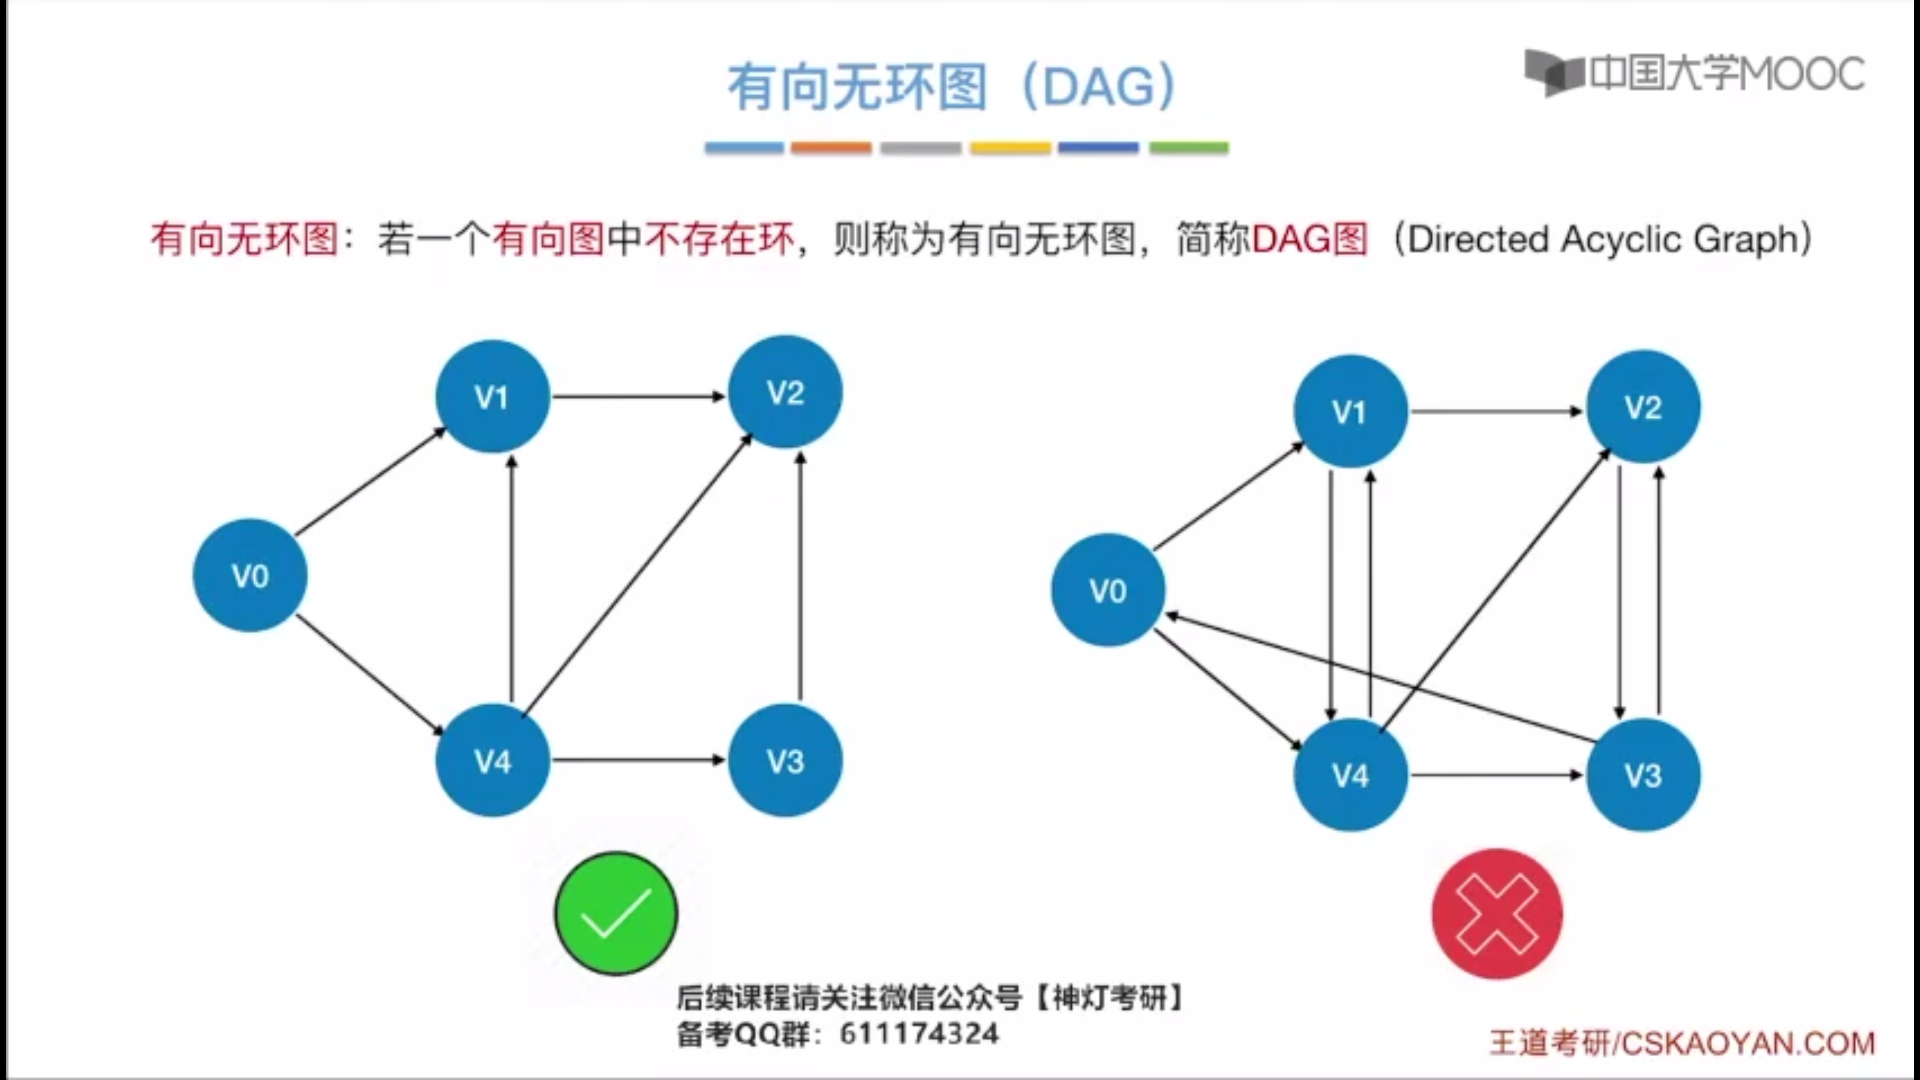 中国大学MOOC
有向无环图（DAG）
有向无环图：若一个有向图中不存在环，则称为有向无环图，简称DAG图（Directed Acyclic Graph）
V1
V2
V0
V4
V3
V1
V2
V0
V4
V3
后续课程请关注微信公众号【神灯考研】
备考QQ群：611174324
王道考研/CSKAOYAN.COM